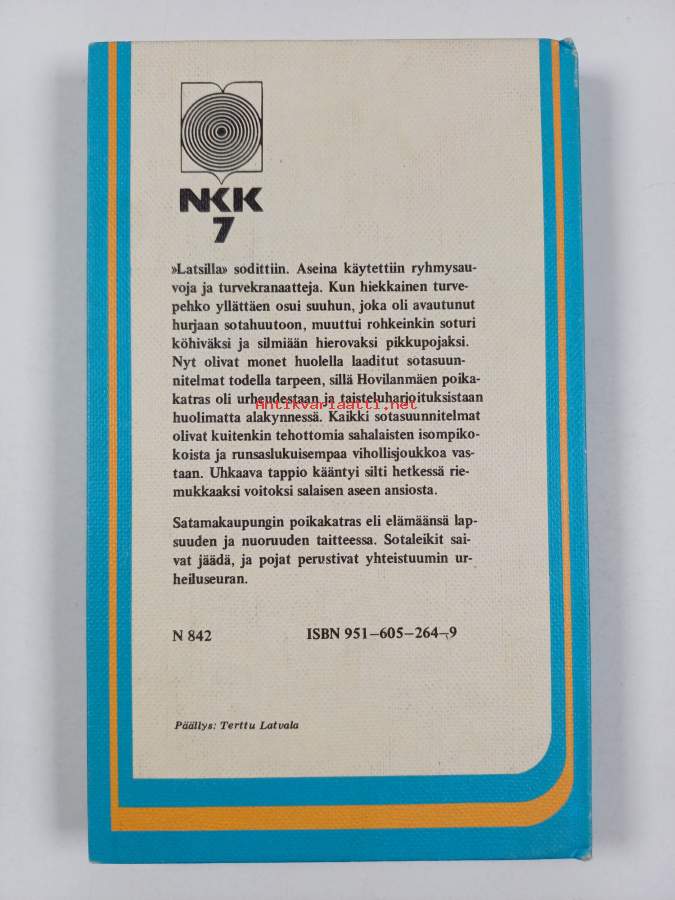 NKK
7
»Latsilla» sodittiin. Aseina käytettiin ryhmysau-
voja ja turvekranaatteja. Kun hiekkainen turve-
pehko yllättäen osui suuhun, joka oli avautunut
hurjaan sotahuutoon, muuttui rohkeinkin soturi
köhiväksi ja silmiään hierovaksi pikkupojaksi.
Nyt olivat monet huolella laaditut sotasuun-
nitelmat todella tarpeen, sillä Hovilanmäen poika-
katras oli urheudestaan ja taisteluharjoituksistaan
Antikvariaatti.net
huolimatta alakynnessä. Kaikki sotasuunnitelmat
olivat kuitenkin tehottomia sahalaisten isompiko-
koista ja runsaslukuisempaa vihollisjoukkoa vas-
taan. Uhkaava tappio kääntyi silti hetkessä rie-
mukkaaksi voitoksi salaisen aseen ansiosta.
Satamakaupungin poikakatras eli elämäänsä lap-
suuden ja nuoruuden taitteessa. Sotaleikit sai-
vat jäädä, ja pojat perustivat yhteistuumin ur-
heiluseuran.
N 842 ISBN 951–605–264–9
Päällys: Terttu Latvala